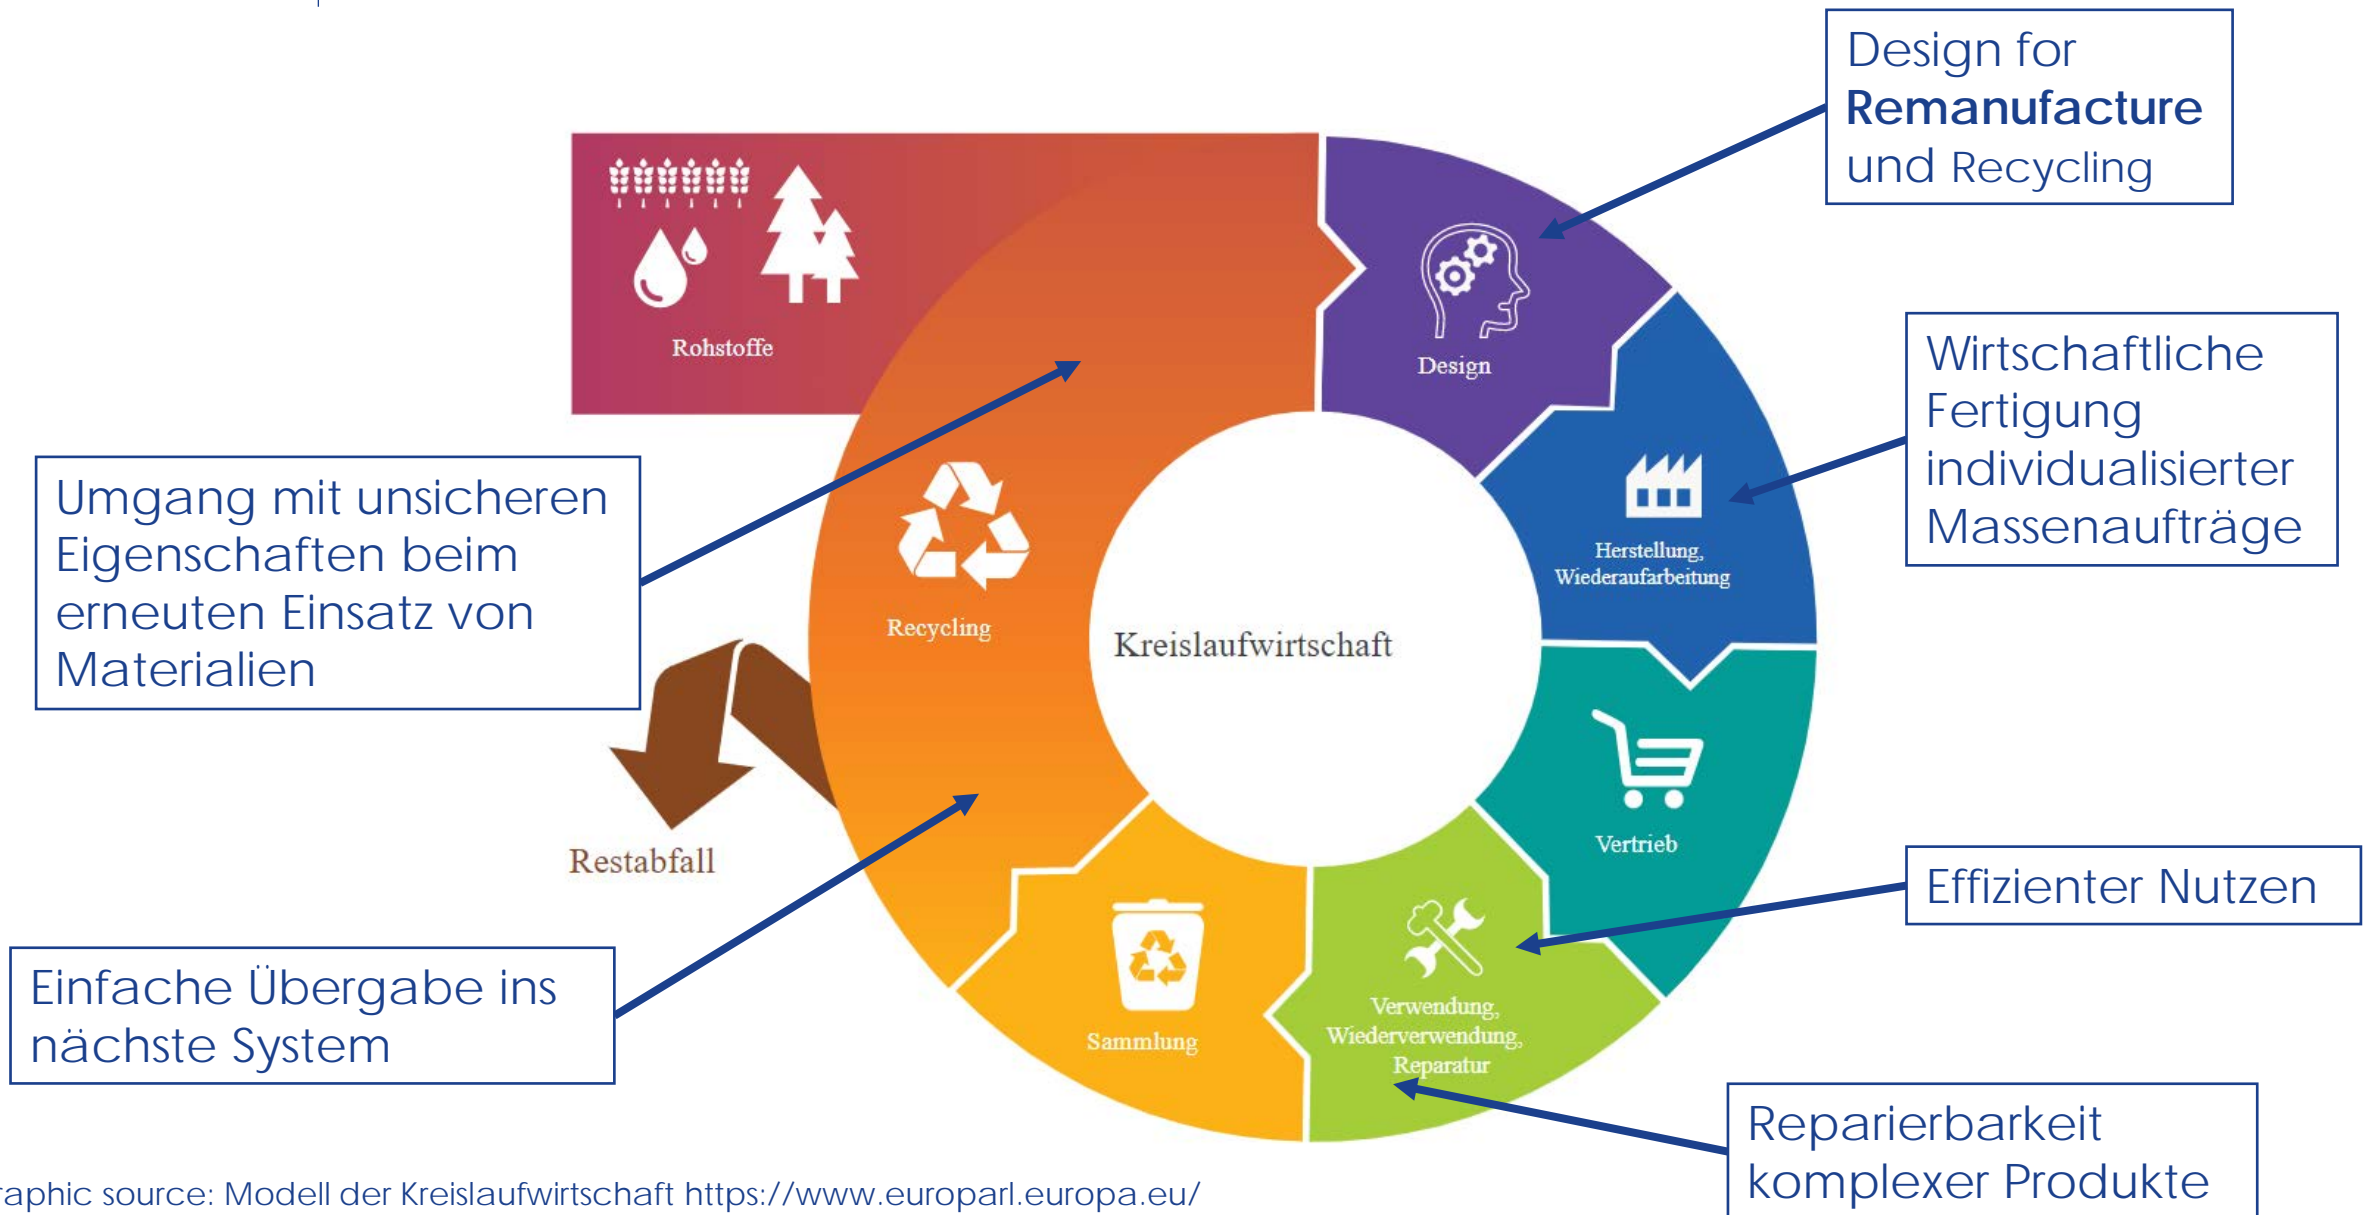 Design for
Remanufacture
und Recycling
Rohstoffe
Design
Wirtschaftliche
Fertigung
individualisierter
Massenaufträge
Umgang mit unsicheren
Eigenschaften beim
erneuten Einsatz von
Materialien
Herstellung,
Wiederaufarbeitung
Recycling
Kreislaufwirtschaft
Vertrieb
Restabfall
Effizienter Nutzen
Einfache Übergabe ins
nächste System
Sammlung
Verwendung,
Wiederverwendung,
Reparatur
Reparierbarkeit
komplexer Produkte
raphic source: Modell der Kreislaufwirtschaft https://www.europarl.europa.eu/